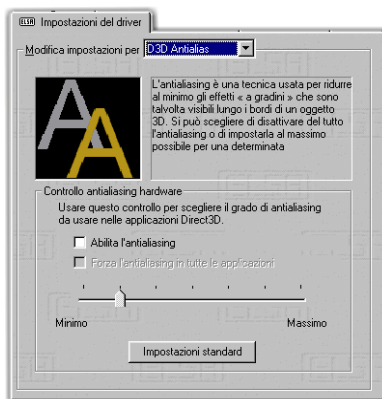 ELSA Impostazioni del driver
Modifica impostazioni per D3D Antialias
AA
L'antialiasing è una tecnica usata per ridurre
al minimo gli effetti « a gradini » che sono
talvolta visibili lungo i bordi di un oggetto
3D. Si può scegliere di disattivare del tutto
l'antialiasing o di impostarla al massimo
possibile per una determinata
Controllo antialiasing hardware
Usare questo controllo per scegliere il grado di antialiasing
da usare nelle applicazioni Direct3D.
Abilita l'antialiasing
Forza l'antialiasing in tutte le applicazioni
Minimo Massimo
Impostazioni standard